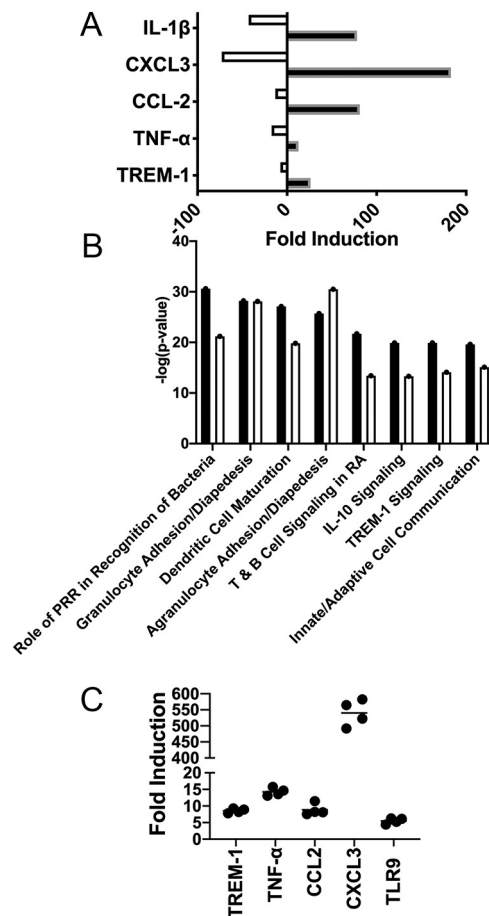 A
IL-1β
CXCL3
CCL-2
TNF-α
TREM-1
-100
0
100
200
Fold Induction
B
-log(p-value)
40
30
20
10
0
Role of PRR in Recognition of Bacteria
Granulocyte Adhesion/Diapedesis
Dendritic Cell Maturation
Agranulocyte Adhesion/Diapedesis
T & B Cell Signaling in RA
IL-10 Signaling
TREM-1 Signaling
Innate/Adaptive Cell Communication
C
Fold Induction
600
550
500
450
400
20
15
10
5
0
TREM-1
TNF-α
CCL2
CXCL3
TLR9